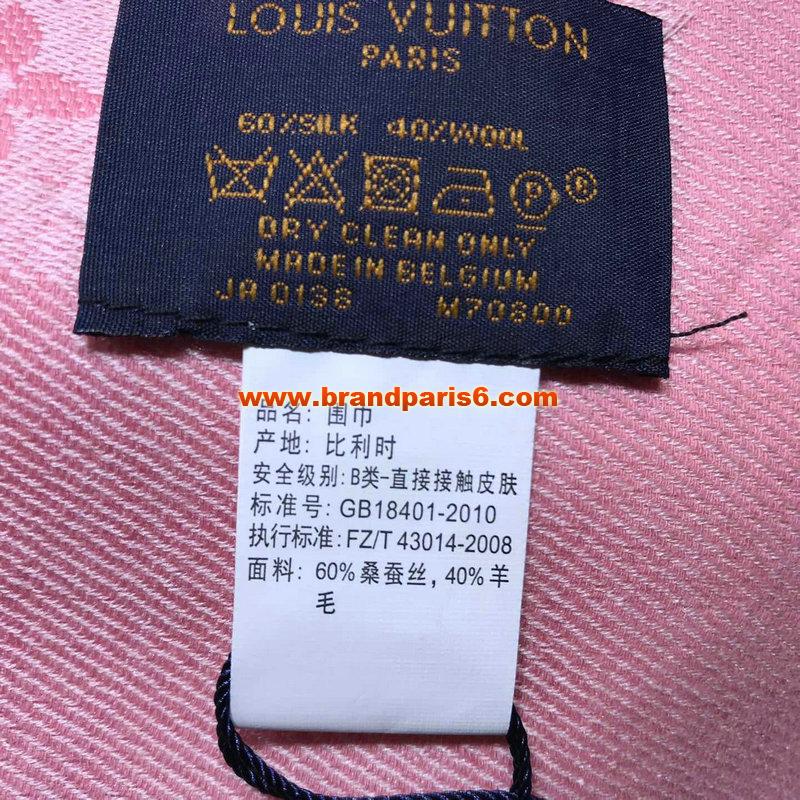 LOUIS VUITTON
PARIS
60%SILK 40%WOOL
P R
DRY CLEAN ONLY
MADE IN BELGIUM
JA 0138 M70800
www.brandparis6.com
品名: 围巾
产地: 比利时
安全级别: B类-直接接触皮肤
标准号: GB18401-2010
执行标准: FZ/T 43014-2008
面料: 60%桑蚕丝, 40%羊
毛